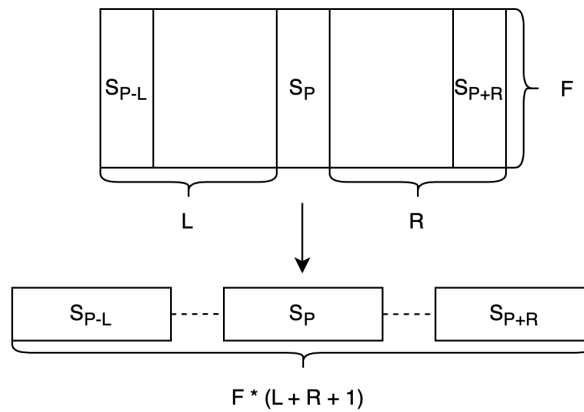 S_{P-L} S_P S_{P+R} F
L R
S_{P-L} S_P S_{P+R}
F * (L + R + 1)